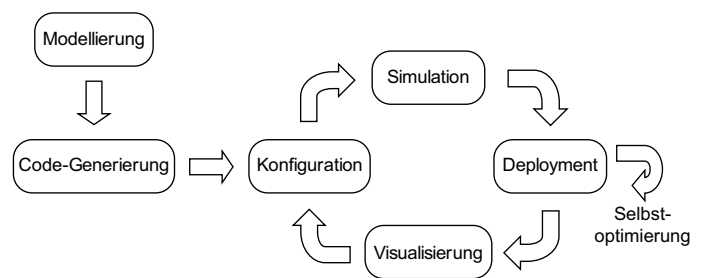 Modellierung
Simulation
Code-Generierung
Konfiguration
Deployment
Selbst-
optimierung
Visualisierung